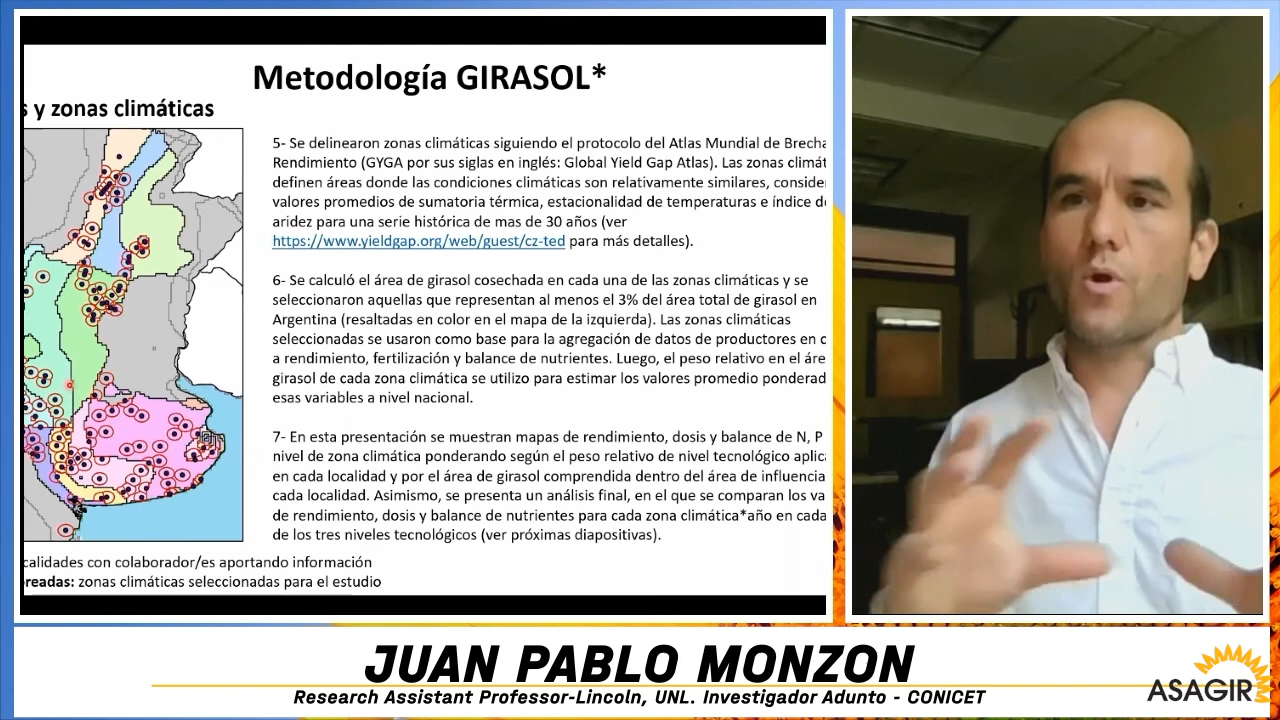 Metodología GIRASOL*
s y zonas climáticas
5- Se delinearon zonas climáticas siguiendo el protocolo del Atlas Mundial de Brecha
Rendimiento (GYGA por sus siglas en inglés: Global Yield Gap Atlas). Las zonas climát
definen áreas donde las condiciones climáticas son relativamente similares, conside
valores promedios de sumatoria térmica, estacionalidad de temperaturas e índice d
aridez para una serie histórica de mas de 30 años (ver
https://www.yieldgap.org/web/guest/cz-ted para más detalles).
6- Se calculó el área de girasol cosechada en cada una de las zonas climáticas y se
seleccionaron aquellas que representan al menos el 3% del área total de girasol en
Argentina (resaltadas en color en el mapa de la izquierda). Las zonas climáticas
seleccionadas se usaron como base para la agregación de datos de productores en c
a rendimiento, fertilización y balance de nutrientes. Luego, el peso relativo en el áre
girasol de cada zona climática se utilizo para estimar los valores promedio ponderad
esas variables a nivel nacional.
7- En esta presentación se muestran mapas de rendimiento, dosis y balance de N, P
nivel de zona climática ponderando según el peso relativo de nivel tecnológico aplic
en cada localidad y por el área de girasol comprendida dentro del área de influencia
cada localidad. Asimismo, se presenta un análisis final, en el que se comparan los va
de rendimiento, dosis y balance de nutrientes para cada zona climática*año en cada
de los tres niveles tecnológicos (ver próximas diapositivas).
calidades con colaborador/es aportando información
readas: zonas climáticas seleccionadas para el estudio
JUAN PABLO MONZON
Research Assistant Professor-Lincoln, UNL. Investigador Adunto - CONICET
ASAGIR